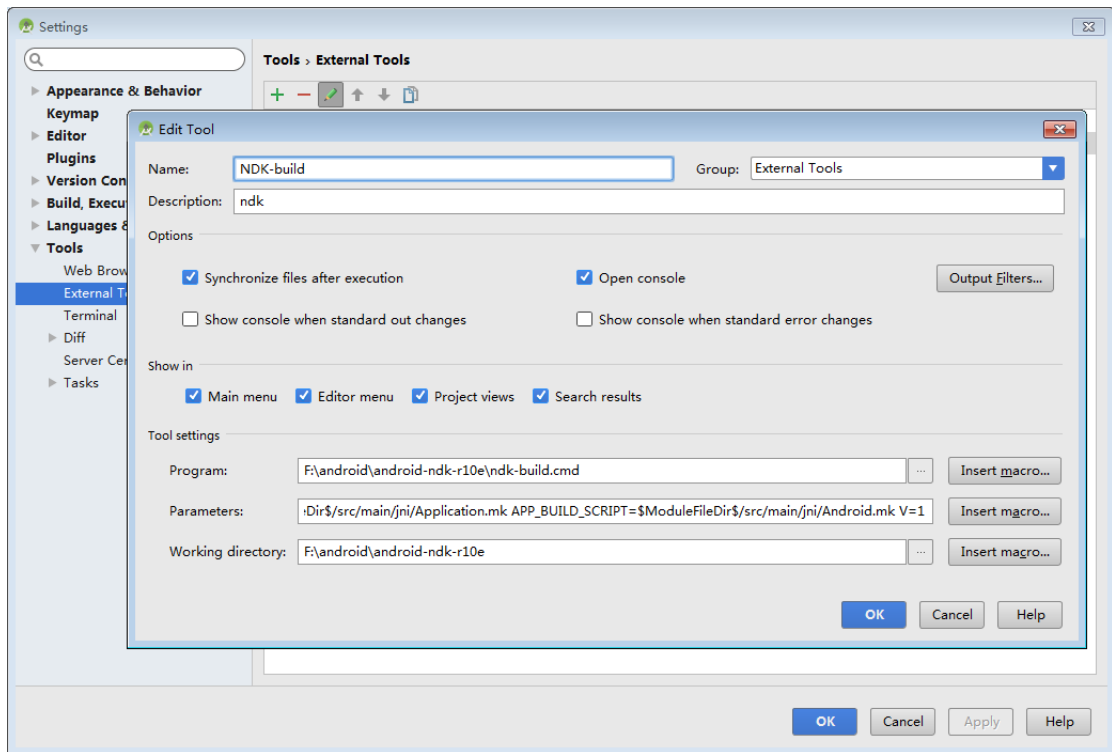 Settings
Tools › External Tools
Appearance & Behavior
Keymap
Editor
Plugins
Version Con
Build, Execu
Languages &
Tools
Web Brow
External T
Terminal
Diff
Server Cer
Tasks
Edit Tool
Name: NDK-build Group: External Tools
Description: ndk
Options
Synchronize files after execution Open console Output Filters...
Show console when standard out changes Show console when standard error changes
Show in
Main menu Editor menu Project views Search results
Tool settings
Program: F:\android\android-ndk-r10e\ndk-build.cmd ... Insert macro...
Parameters: Dir$/src/main/jni/Application.mk APP_BUILD_SCRIPT=$ModuleFileDir$/src/main/jni/Android.mk V=1 Insert macro...
Working directory: F:\android\android-ndk-r10e ... Insert macro...
OK Cancel Help
OK Cancel Apply Help